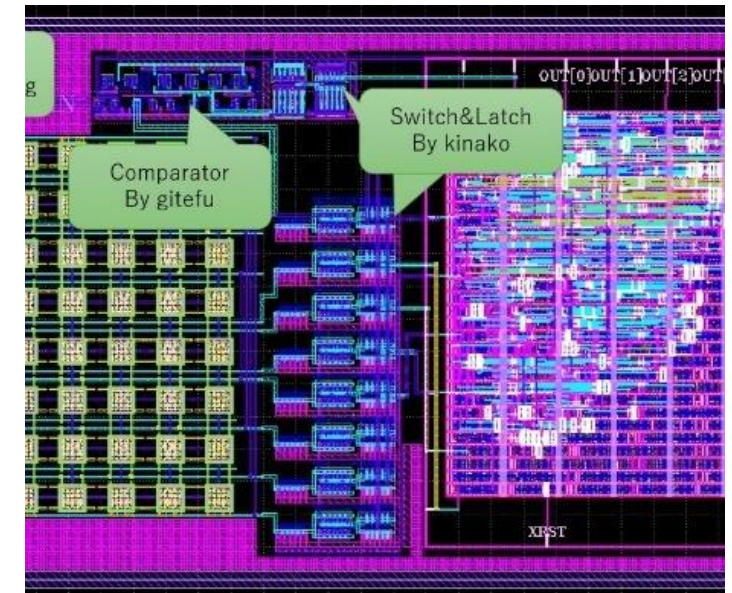 g
N
OUT[0]OUT[1]OUT[2]OUT
Switch&Latch
By kinako
Comparator
By gitefu
XRST